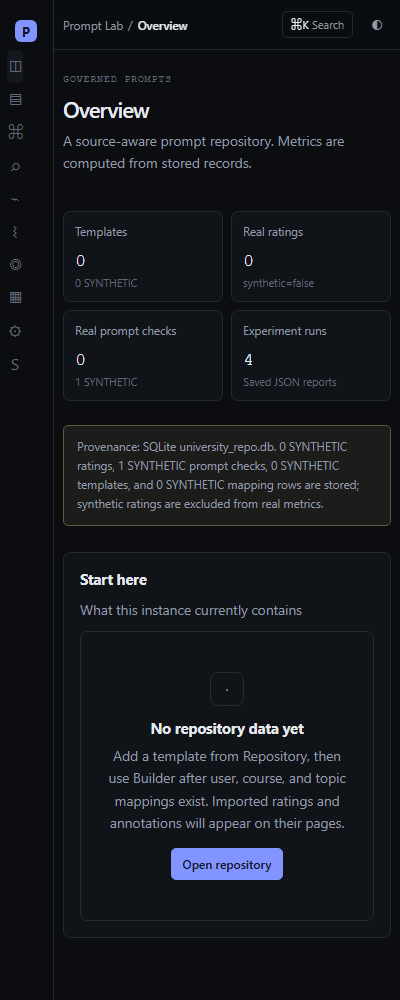 P
Prompt Lab / Overview
⌘K Search
GOVERNED PROMPTS
Overview
A source-aware prompt repository. Metrics are
computed from stored records.
Templates
0
0 SYNTHETIC
Real ratings
0
synthetic=false
Real prompt checks
0
1 SYNTHETIC
Experiment runs
4
Saved JSON reports
Provenance: SQLite university_repo.db. 0 SYNTHETIC
ratings, 1 SYNTHETIC prompt checks, 0 SYNTHETIC
templates, and 0 SYNTHETIC mapping rows are stored;
synthetic ratings are excluded from real metrics.
Start here
What this instance currently contains
No repository data yet
Add a template from Repository, then
use Builder after user, course, and topic
mappings exist. Imported ratings and
annotations will appear on their pages.
Open repository
S